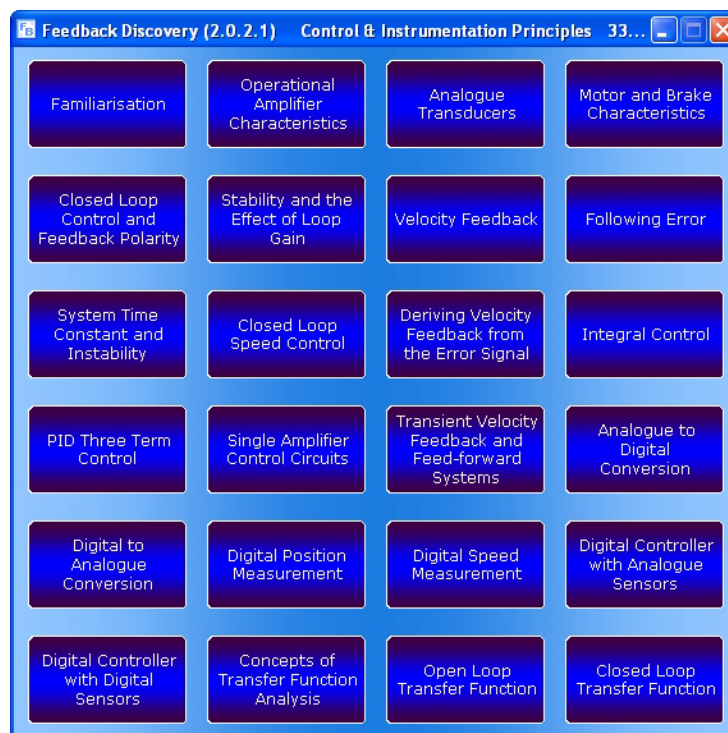 FB Feedback Discovery (2.0.2.1) Control & Instrumentation Principles 33...
Familiarisation
Operational
Amplifier
Characteristics
Analogue
Transducers
Motor and Brake
Characteristics
Closed Loop
Control and
Feedback Polarity
Stability and the
Effect of Loop
Gain
Velocity Feedback
Following Error
System Time
Constant and
Instability
Closed Loop
Speed Control
Deriving Velocity
Feedback from
the Error Signal
Integral Control
PID Three Term
Control
Single Amplifier
Control Circuits
Transient Velocity
Feedback and
Feed-forward
Systems
Analogue to
Digital
Conversion
Digital to
Analogue
Conversion
Digital Position
Measurement
Digital Speed
Measurement
Digital Controller
with Analogue
Sensors
Digital Controller
with Digital
Sensors
Concepts of
Transfer Function
Analysis
Open Loop
Transfer Function
Closed Loop
Transfer Function